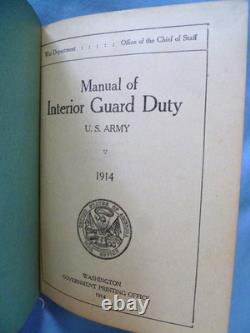 War Department : : : : : Office of the Chief of Staff
Manual of
Interior Guard Duty
U. S. ARMY
1914
WASHINGTON
GOVERNMENT PRINTING OFFICE
1914